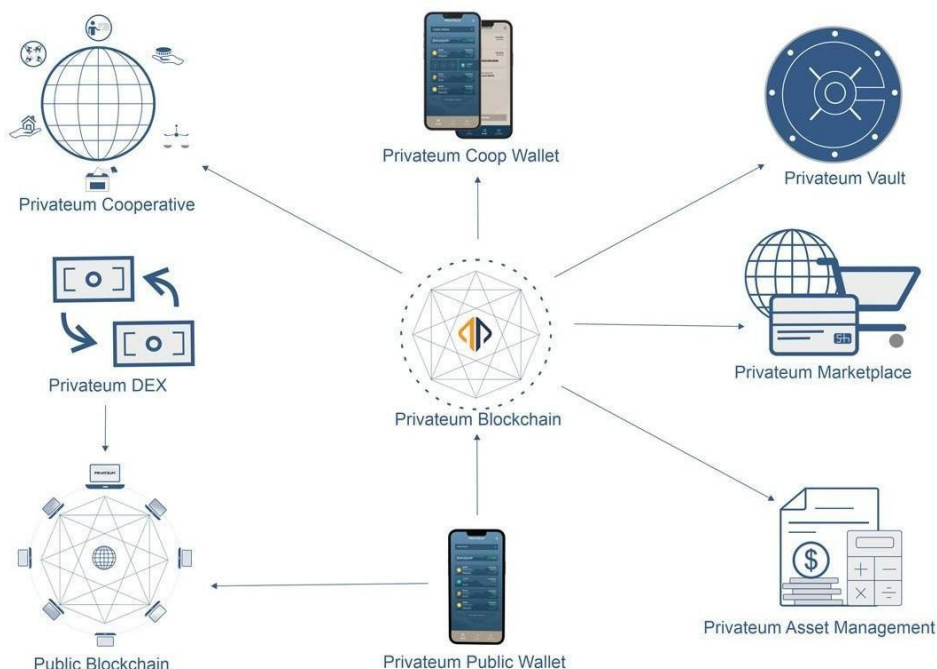 Privateum Coop Wallet
Privateum Vault
Privateum Cooperative
Privateum DEX
Privateum Marketplace
Privateum Blockchain
PRIVATEUM
Privateum Asset Management
Public Blockchain
Privateum Public Wallet